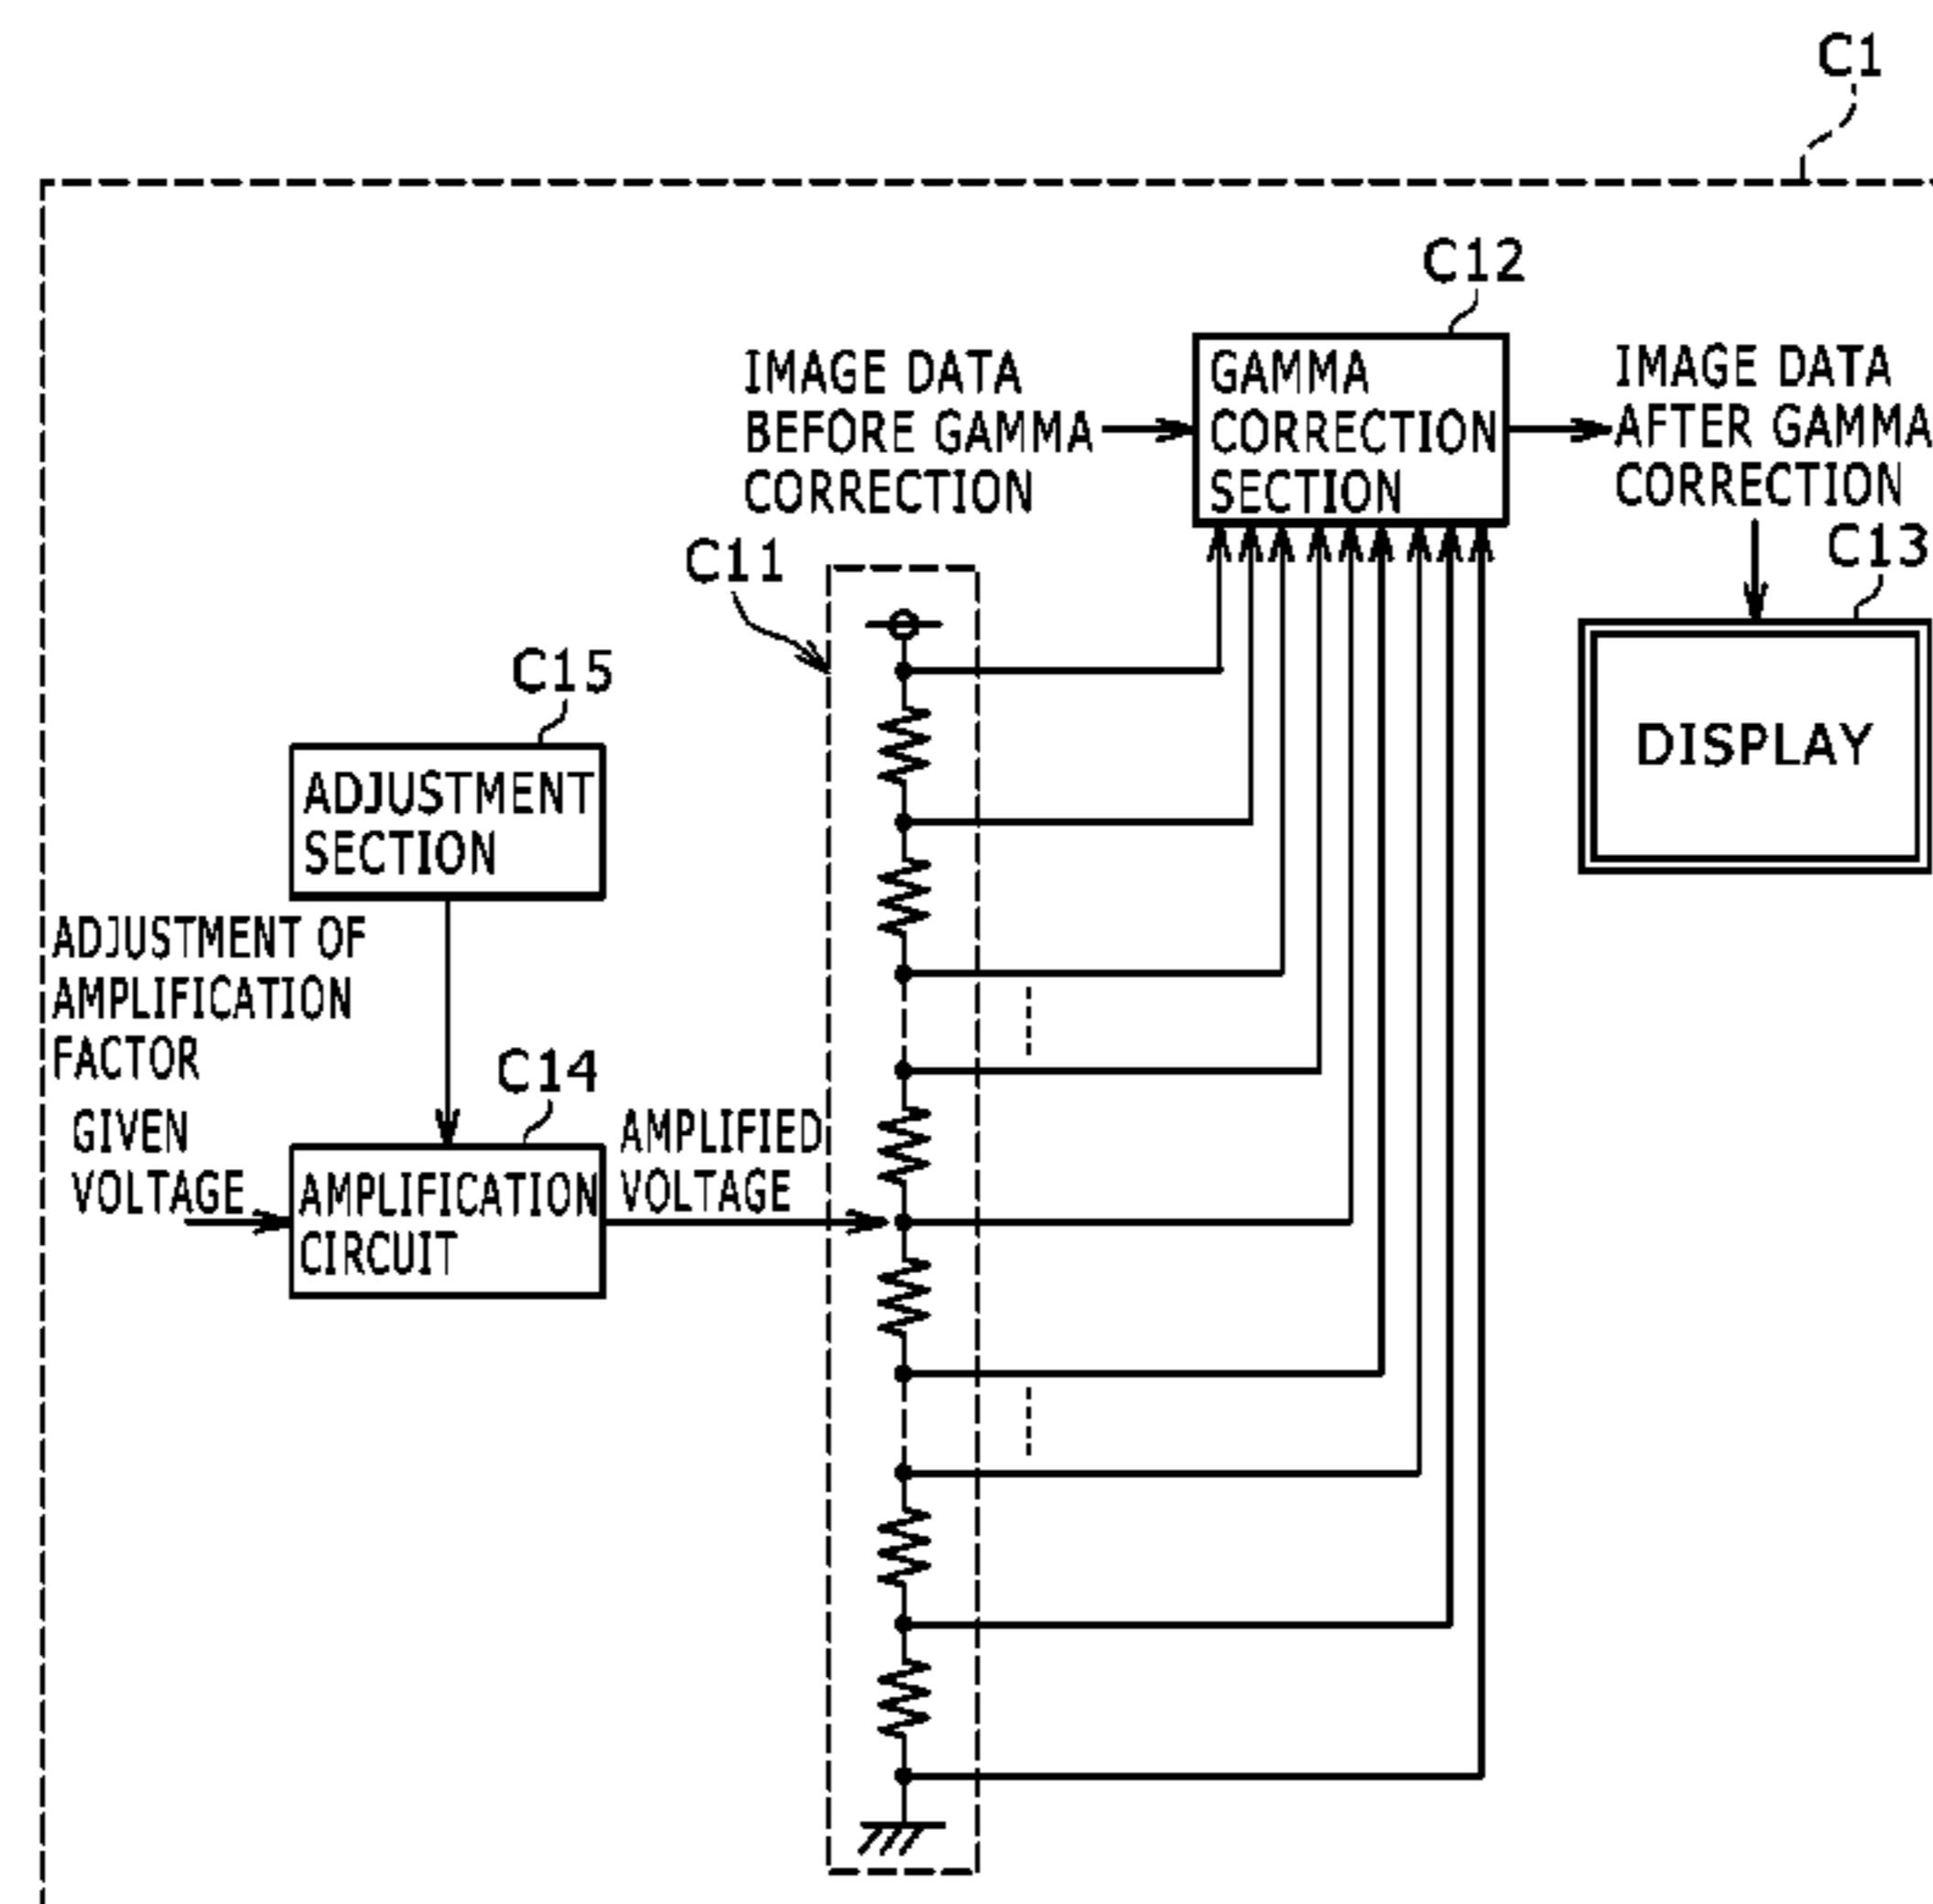 C1
C12
IMAGE DATA
BEFORE GAMMA
CORRECTION
GAMMA
CORRECTION
SECTION
IMAGE DATA
AFTER GAMMA
CORRECTION
C11
C13
DISPLAY
C15
ADJUSTMENT
SECTION
ADJUSTMENT OF
AMPLIFICATION
FACTOR
C14
GIVEN
VOLTAGE
AMPLIFICATION
CIRCUIT
AMPLIFIED
VOLTAGE